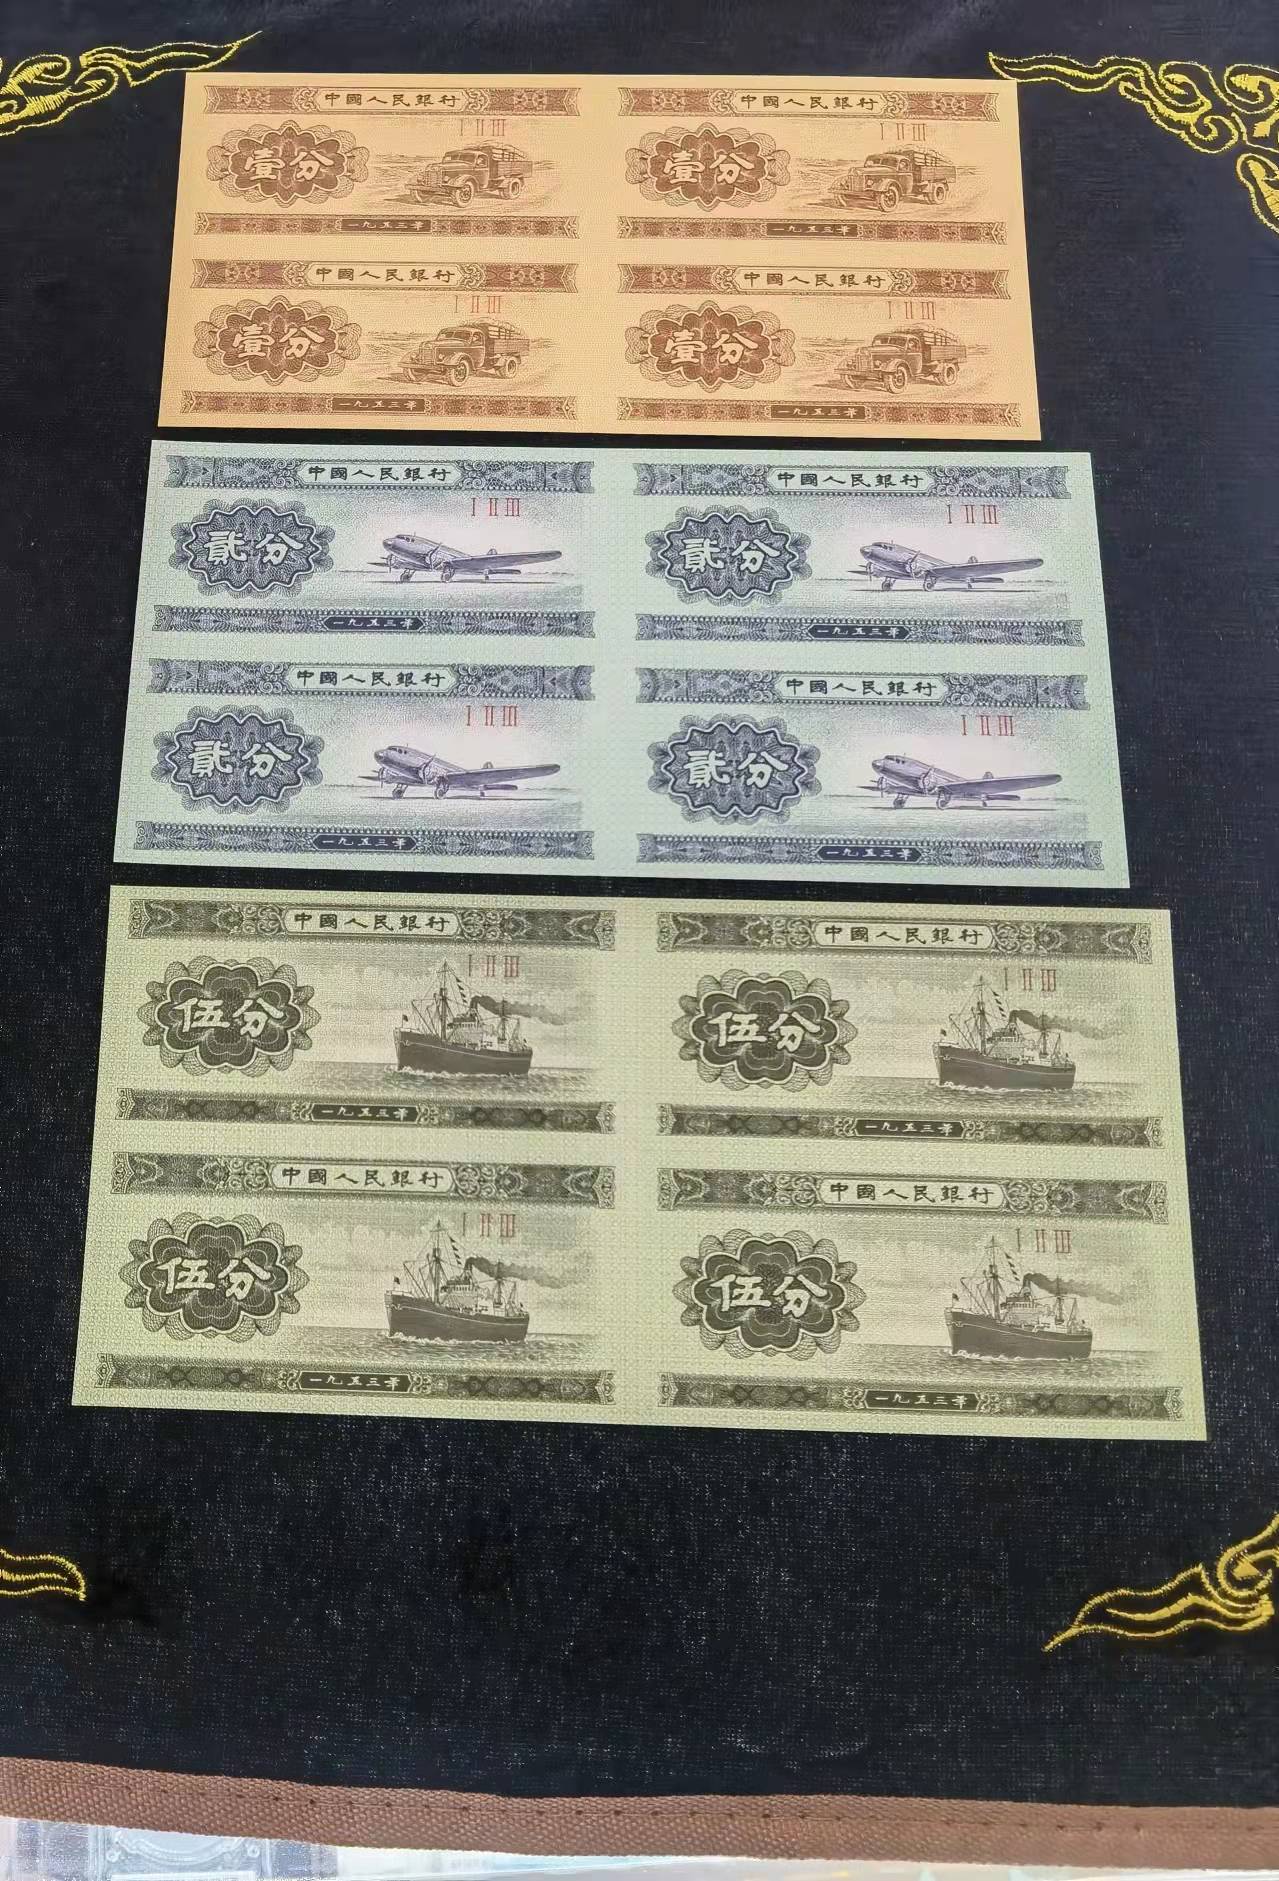 中國人民銀行
I II III
壹分
一九五三年
中國人民銀行
I II III
壹分
一九五三年
中國人民銀行
I II III
壹分
一九五三年
中國人民銀行
I II III
壹分
一九五三年
中國人民銀行
I II III
貳分
一九五三年
中國人民銀行
I II III
貳分
一九五三年
中國人民銀行
I II III
貳分
一九五三年
中國人民銀行
I II III
貳分
一九五三年
中國人民銀行
I II III
伍分
一九五三年
中國人民銀行
I II III
伍分
一九五三年
中國人民銀行
I II III
伍分
一九五三年
中國人民銀行
I II III
伍分
一九五三年